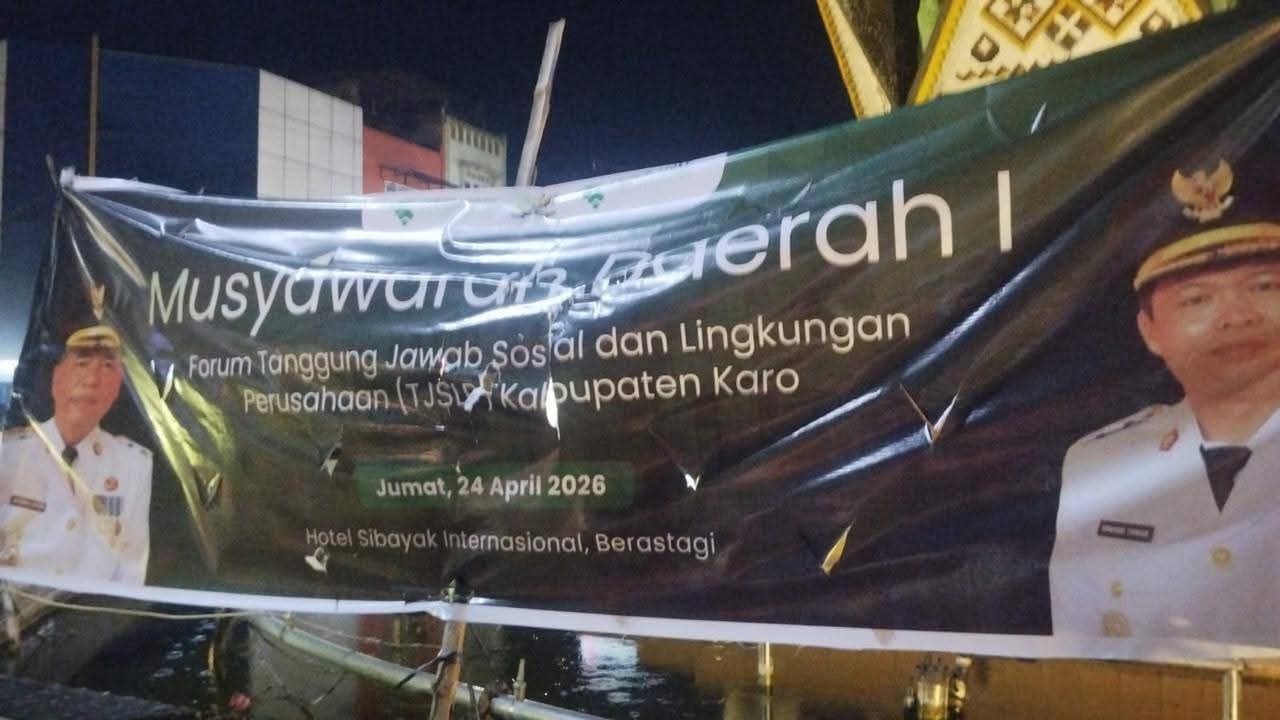 Musyawarah Daerah I
Forum Tanggung Jawab Sosial dan Lingkungan
Perusahaan (TJSLP) Kabupaten Karo
Jumat, 24 April 2026
Hotel Sibayak Internasional, Berastagi